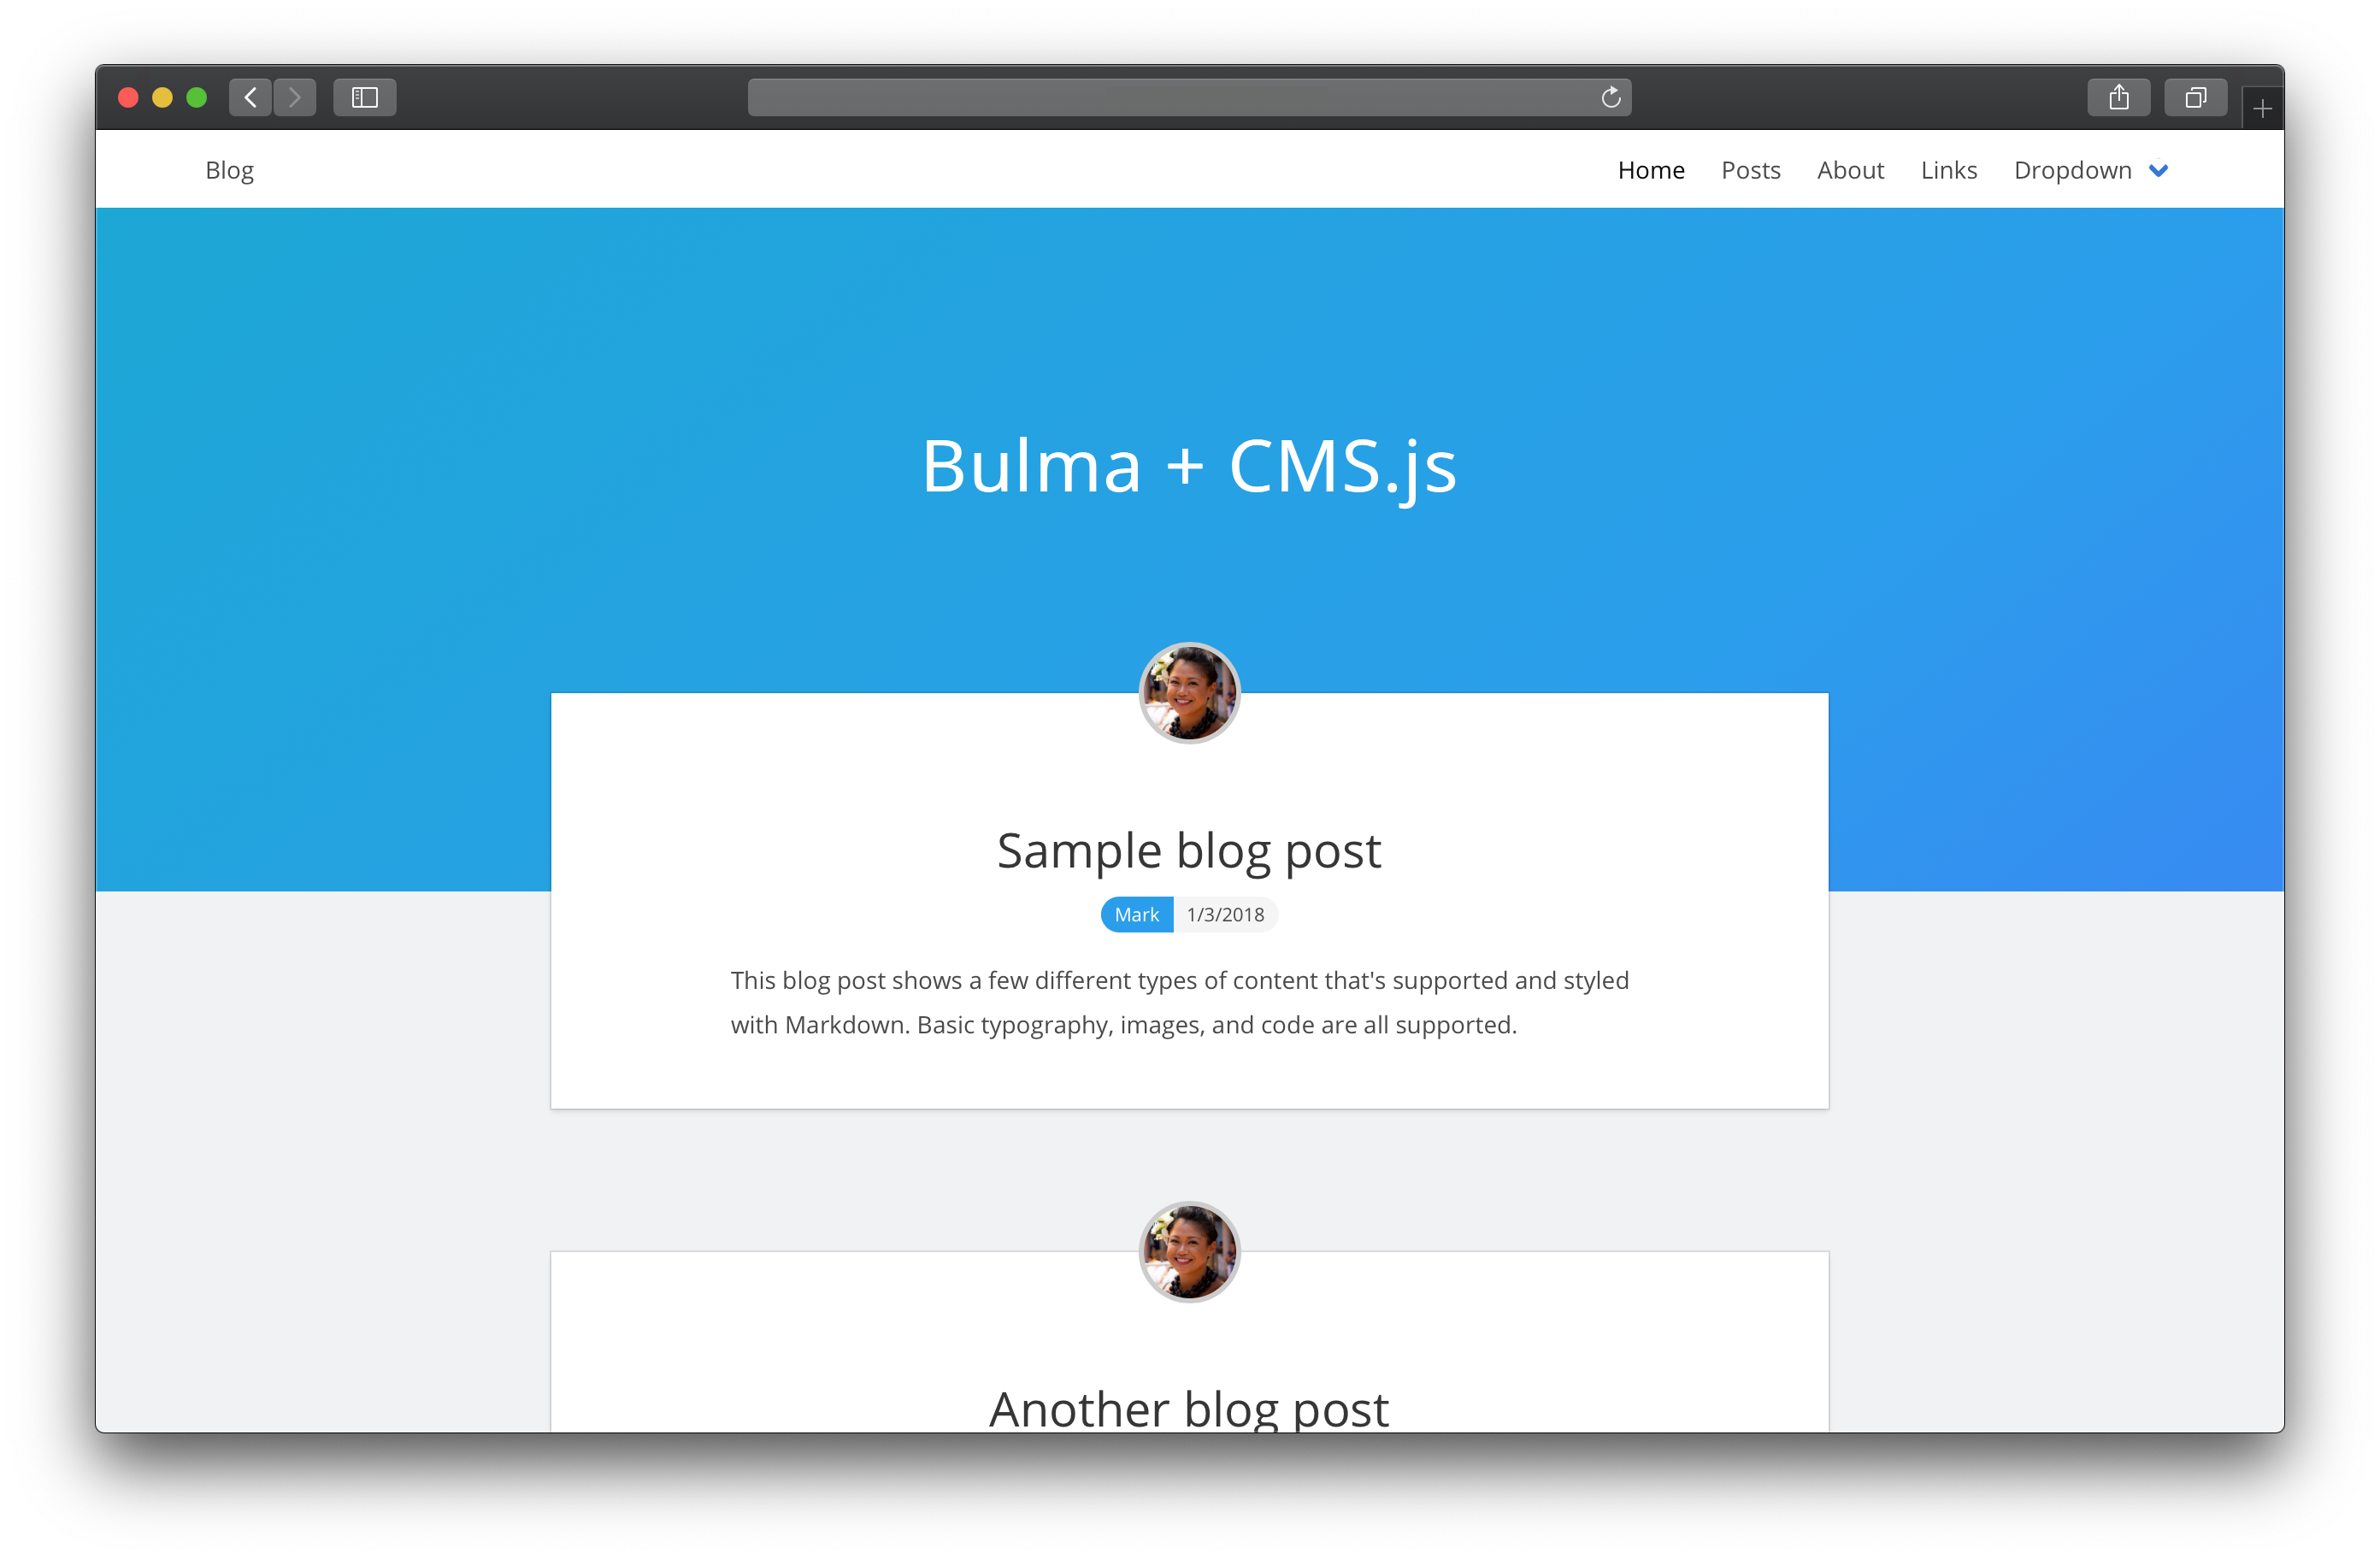 Blog
Home Posts About Links Dropdown
Bulma + CMS.js
Sample blog post
Mark 1/3/2018
This blog post shows a few different types of content that's supported and styled
with Markdown. Basic typography, images, and code are all supported.
Another blog post